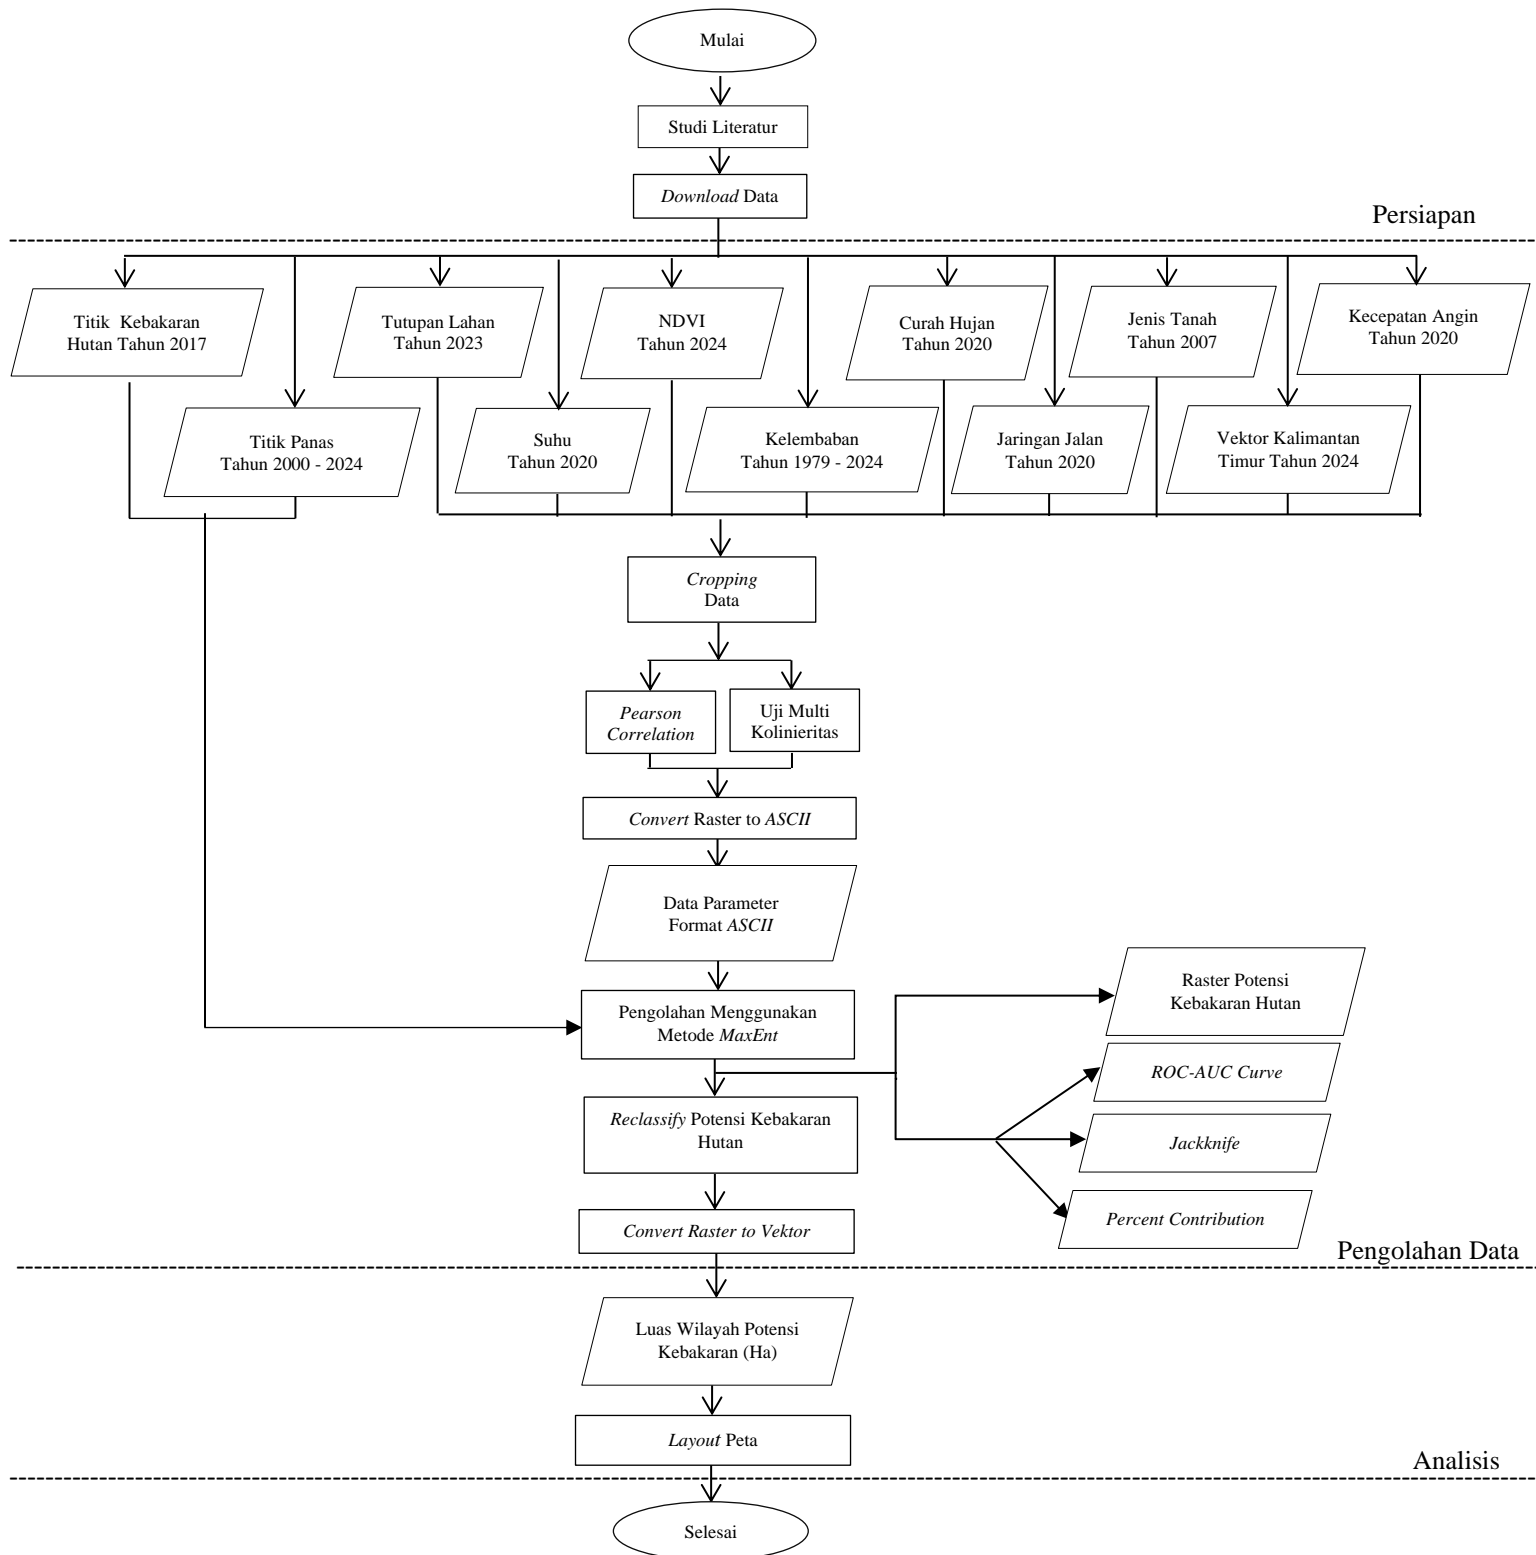 Mulai
Studi Literatur
Download Data
Persiapan
Titik Kebakaran
Hutan Tahun 2017
Tutupan Lahan
Tahun 2023
NDVI
Tahun 2024
Curah Hujan
Tahun 2020
Jenis Tanah
Tahun 2007
Kecepatan Angin
Tahun 2020
Titik Panas
Tahun 2000 - 2024
Suhu
Tahun 2020
Kelembaban
Tahun 1979 - 2024
Jaringan Jalan
Tahun 2020
Vektor Kalimantan
Timur Tahun 2024
Cropping
Data
Pearson
Correlation
Uji Multi
Kolinieritas
Convert Raster to ASCII
Data Parameter
Format ASCII
Pengolahan Menggunakan
Metode MaxEnt
Raster Potensi
Kebakaran Hutan
ROC-AUC Curve
Jackknife
Percent Contribution
Reclassify Potensi Kebakaran
Hutan
Convert Raster to Vektor
Pengolahan Data
Luas Wilayah Potensi
Kebakaran (Ha)
Layout Peta
Analisis
Selesai